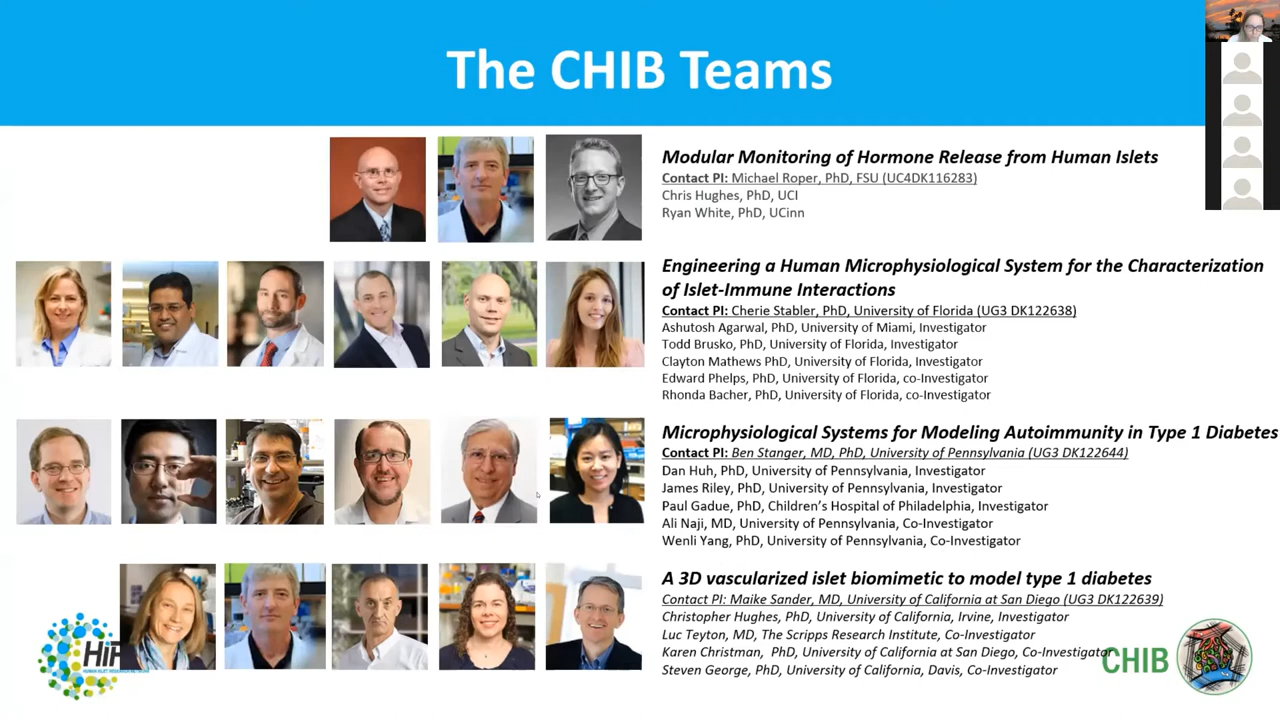 The CHIB Teams
Modular Monitoring of Hormone Release from Human Islets
Contact PI: Michael Roper, PhD, FSU (UC4DK116283)
Chris Hughes, PhD, UCI
Ryan White, PhD, UCinn
Engineering a Human Microphysiological System for the Characterization
of Islet-Immune Interactions
Contact PI: Cherie Stabler, PhD, University of Florida (UG3 DK122638)
Ashutosh Agarwal, PhD, University of Miami, Investigator
Todd Brusko, PhD, University of Florida, Investigator
Clayton Mathews PhD, University of Florida, Investigator
Edward Phelps, PhD, University of Florida, co-Investigator
Rhonda Bacher, PhD, University of Florida, co-Investigator
Microphysiological Systems for Modeling Autoimmunity in Type 1 Diabetes
Contact PI: Ben Stanger, MD, PhD, University of Pennsylvania (UG3 DK122644)
Dan Huh, PhD, University of Pennsylvania, Investigator
James Riley, PhD, University of Pennsylvania, Investigator
Paul Gadue, PhD, Children's Hospital of Philadelphia, Investigator
Ali Naji, MD, University of Pennsylvania, Co-Investigator
Wenli Yang, PhD, University of Pennsylvania, Co-Investigator
A 3D vascularized islet biomimetic to model type 1 diabetes
Contact PI: Maike Sander, MD, University of California at San Diego (UG3 DK122639)
Christopher Hughes, PhD, University of California, Irvine, Investigator
Luc Teyton, MD, The Scripps Research Institute, Co-Investigator
Karen Christman, PhD, University of California at San Diego, Co-Investigator
Steven George, PhD, University of California, Davis, Co-Investigator
HUMAN ISLET RESEARCH NETWORK
CHIB